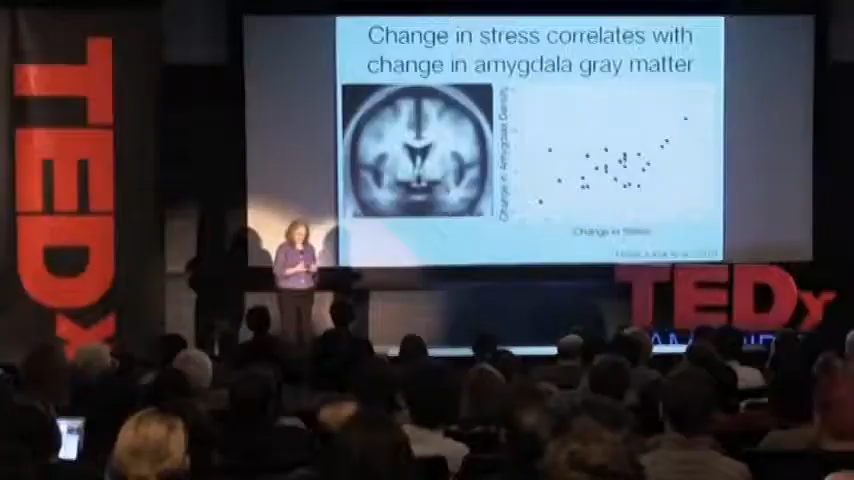 TEDx
Change in stress correlates with
change in amygdala gray matter
Change in Amygdala Density
Change in Stress
TEDx